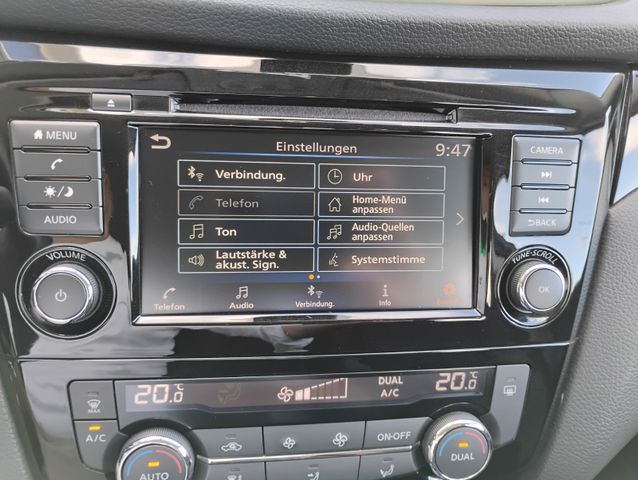 MENU
AUDIO
VOLUME
Einstellungen
9:47
Verbindung.
Uhr
Telefon
Home-Menü
anpassen
Ton
Audio-Quellen
anpassen
Lautstärke &
akust. Sign.
Systemstimme
Telefon
Audio
Verbindung.
Info
CAMERA
BACK
TUNE·SCROLL
OK
20.0 °C
DUAL
A/C
20.0 °C
MAX
A/C
ON·OFF
AUTO
DUAL